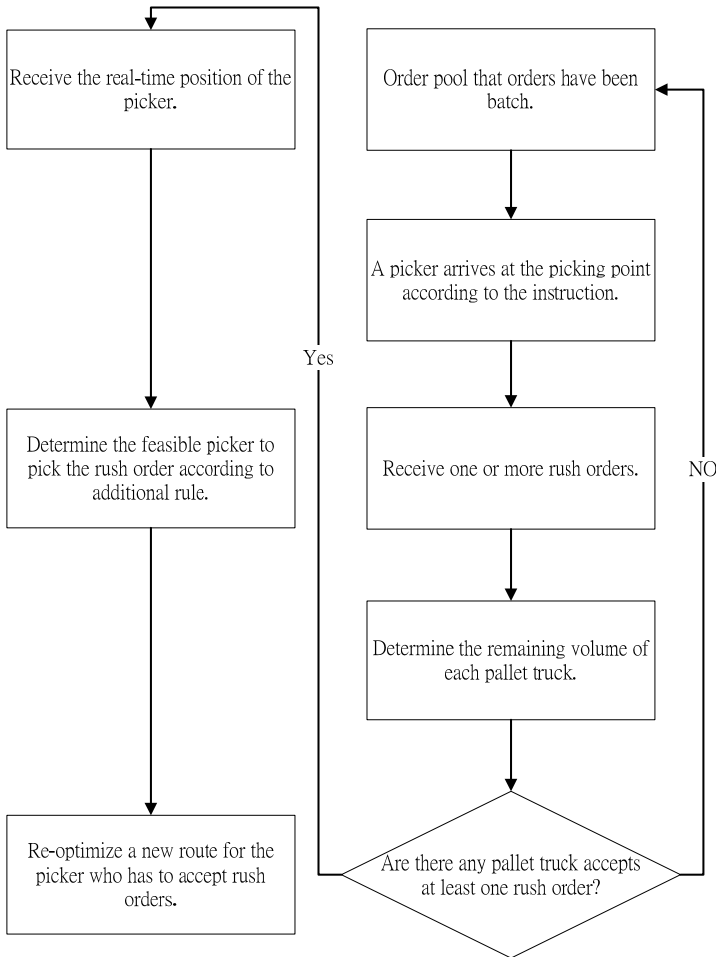 Order pool that orders have been
batch.
A picker arrives at the picking point
according to the instruction.
Receive one or more rush orders.
Determine the remaining volume of
each pallet truck.
Are there any pallet truck accepts
at least one rush order?
NO
Yes
Receive the real-time position of the
picker.
Determine the feasible picker to
pick the rush order according to
additional rule.
Re-optimize a new route for the
picker who has to accept rush
orders.